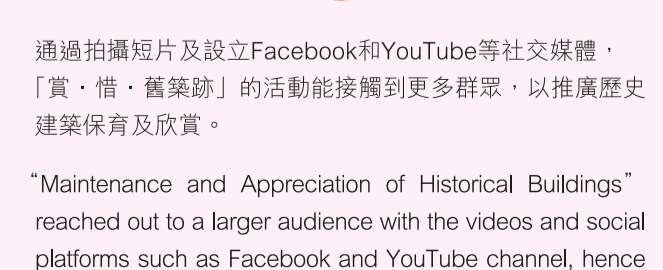 通過拍攝短片及設立Facebook和YouTube等社交媒體，
「賞・惜・舊築跡」的活動能接觸到更多群眾，以推廣歷史
建築保育及欣賞。
“Maintenance and Appreciation of Historical Buildings”
reached out to a larger audience with the videos and social
platforms such as Facebook and YouTube channel, hence